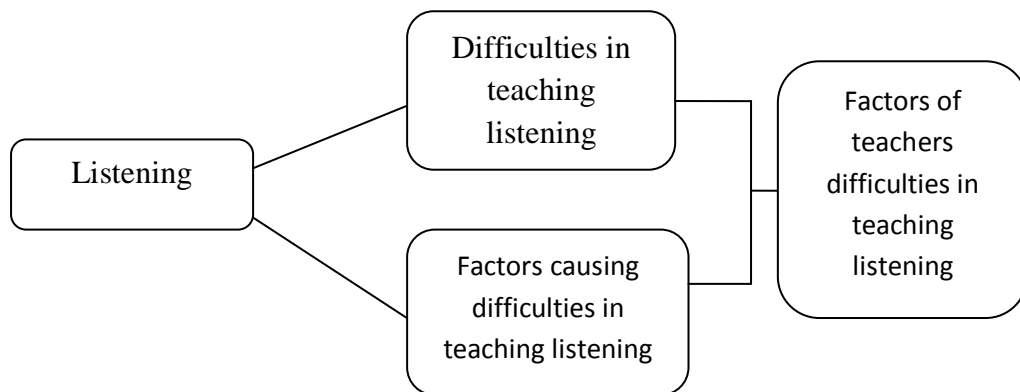 Listening
Difficulties in
teaching
listening
Factors causing
difficulties in
teaching listening
Factors of
teachers
difficulties in
teaching
listening